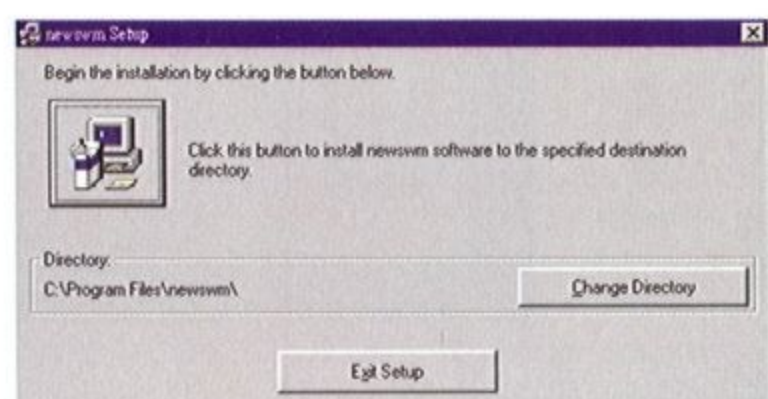 newswm Setup
Begin the installation by clicking the button below.
Click this button to install newswm software to the specified destination
directory.
Directory:
C:\Program Files\newswm\
Change Directory
Exit Setup